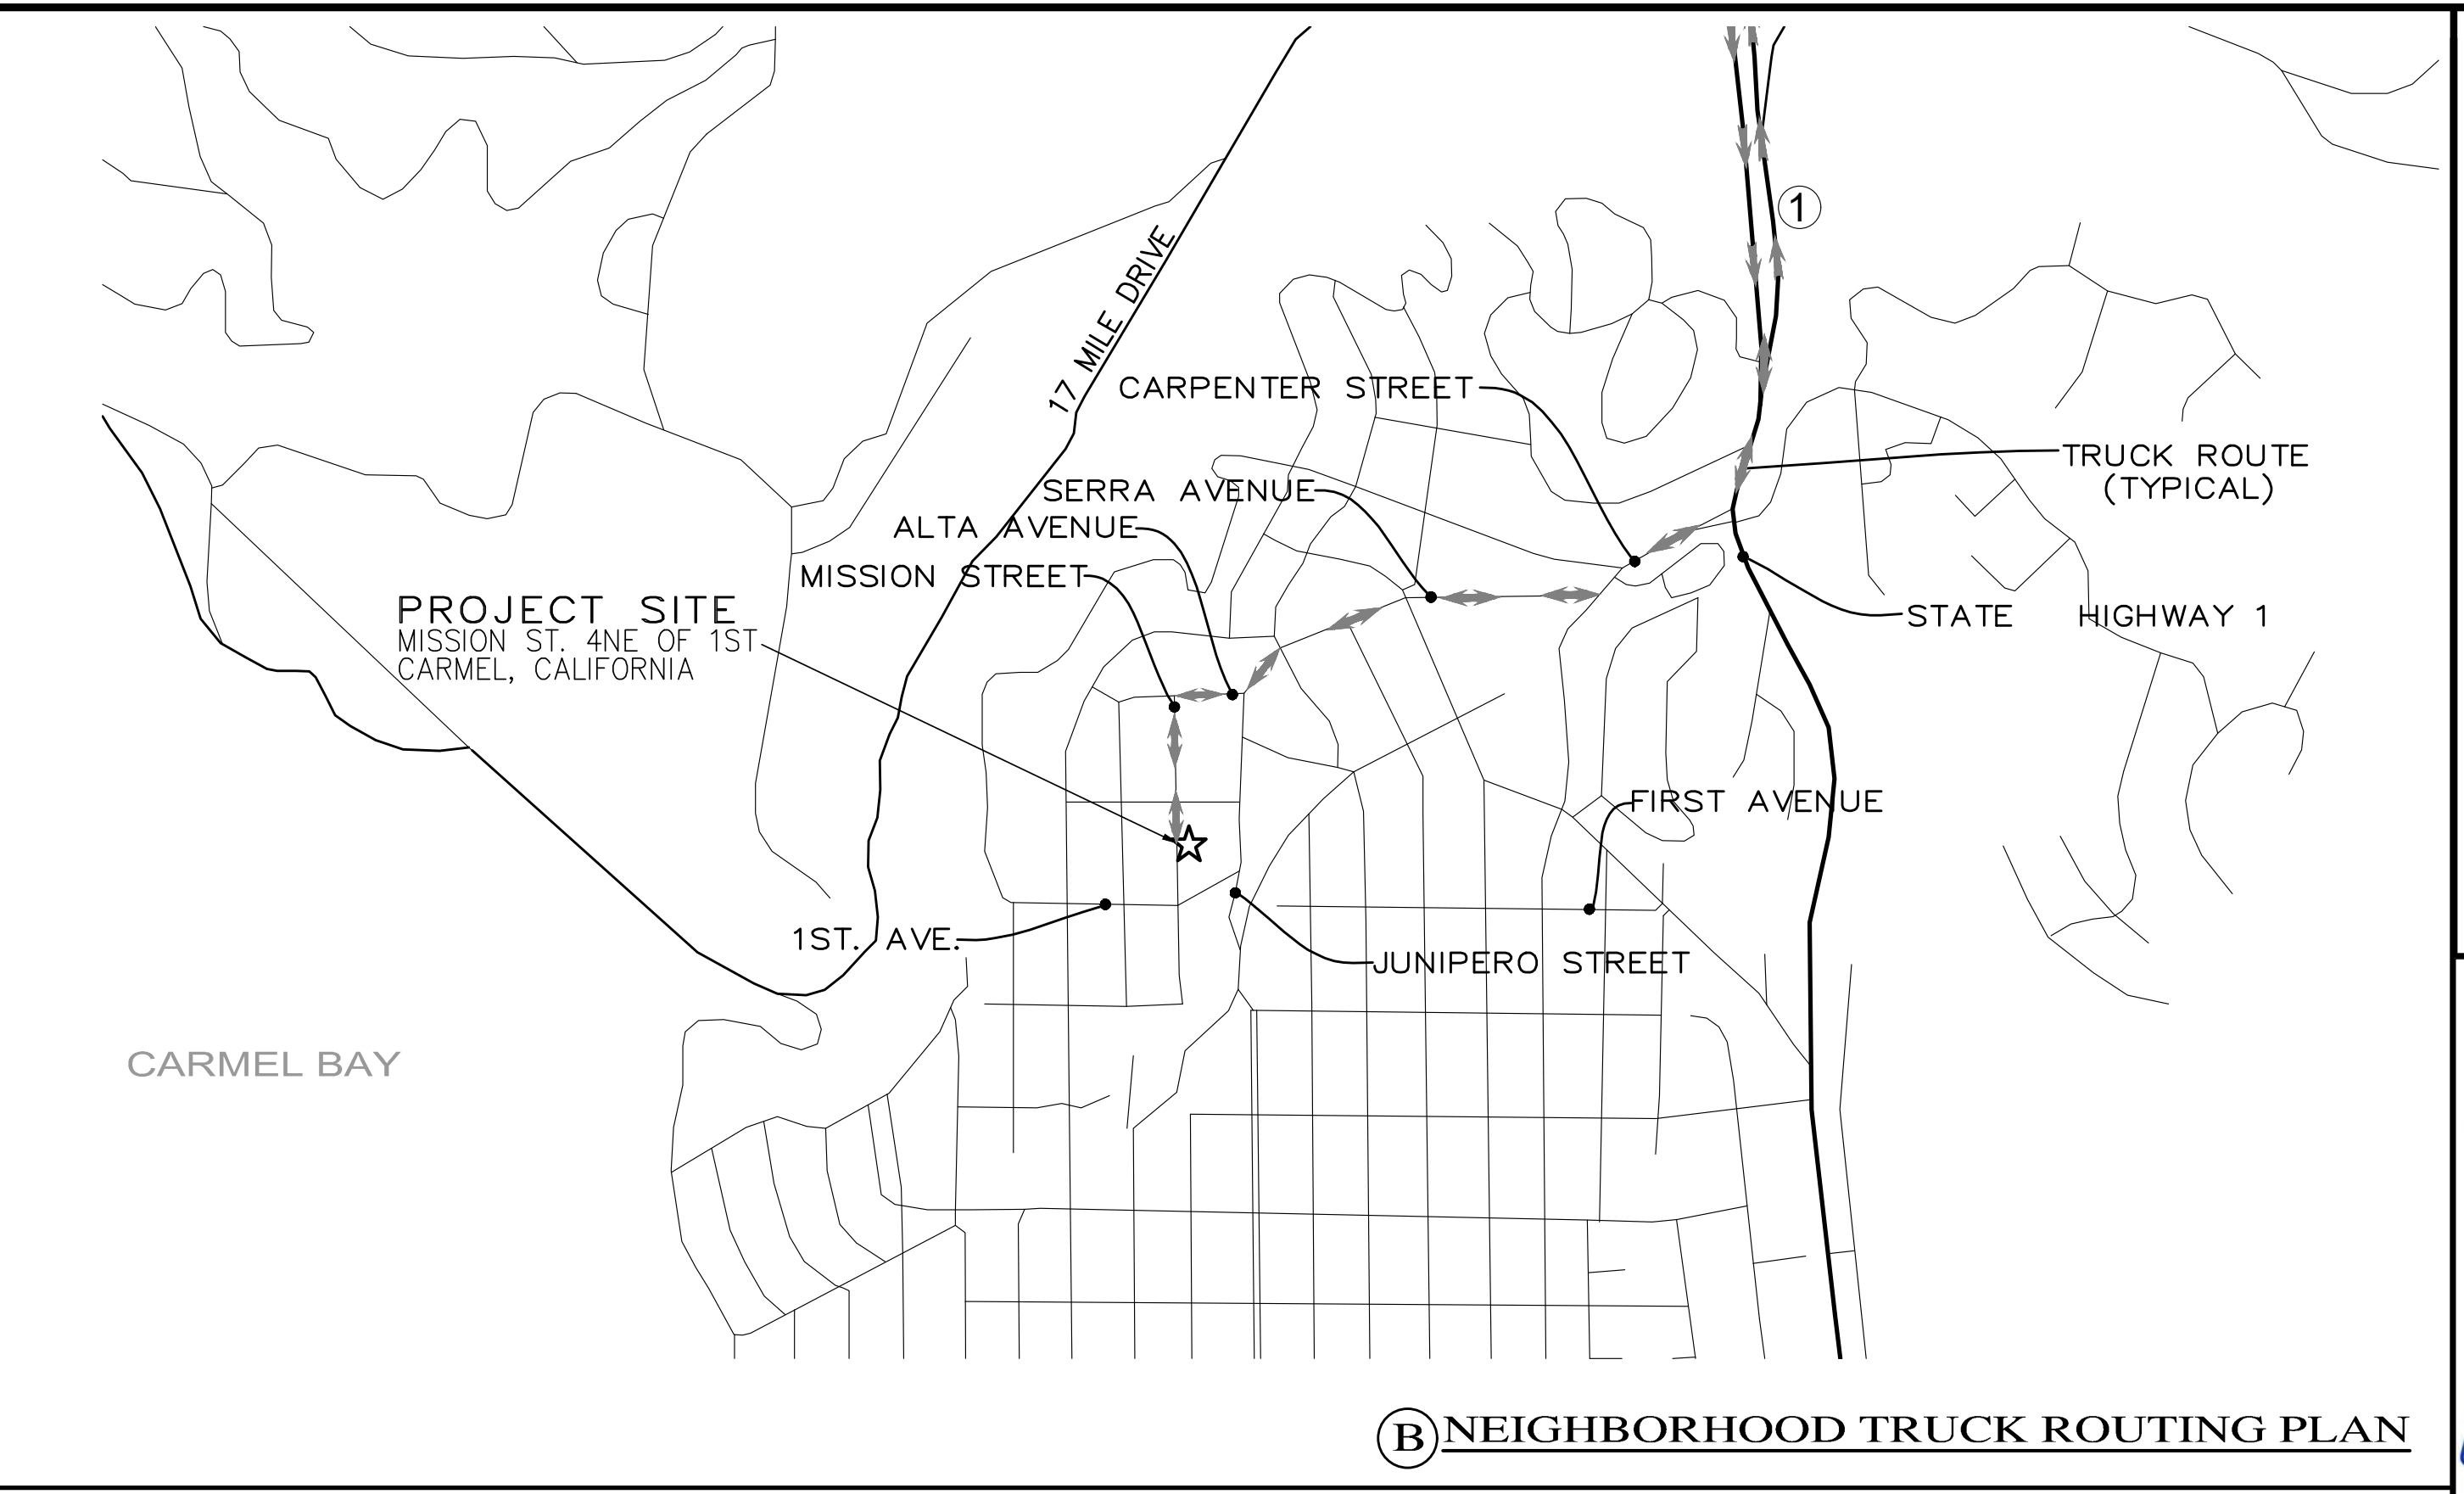 1
17 MILE DRIVE
CARPENTER STREET
TRUCK ROUTE
(TYPICAL)
SERRA AVENUE
ALTA AVENUE
MISSION STREET
PROJECT SITE
MISSION ST. 4NE OF 1ST
CARMEL, CALIFORNIA
STATE HIGHWAY 1
FIRST AVENUE
1ST. AVE.
JUNIPERO STREET
CARMEL BAY
B NEIGHBORHOOD TRUCK ROUTING PLAN